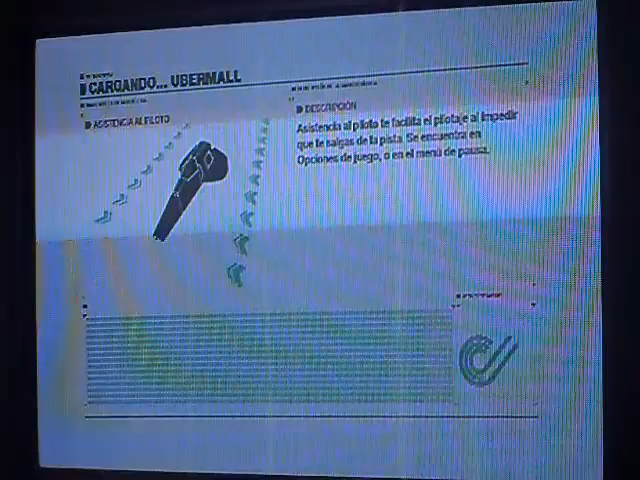 CARGANDO... UBERMALL
ASISTENCIA AL PILOTO
DESCRIPCIÓN
Asistencia al piloto te facilita el pilotaje al impedir
que te salgas de la pista. Se encuentra en
Opciones de juego, o en el menú de pausa.